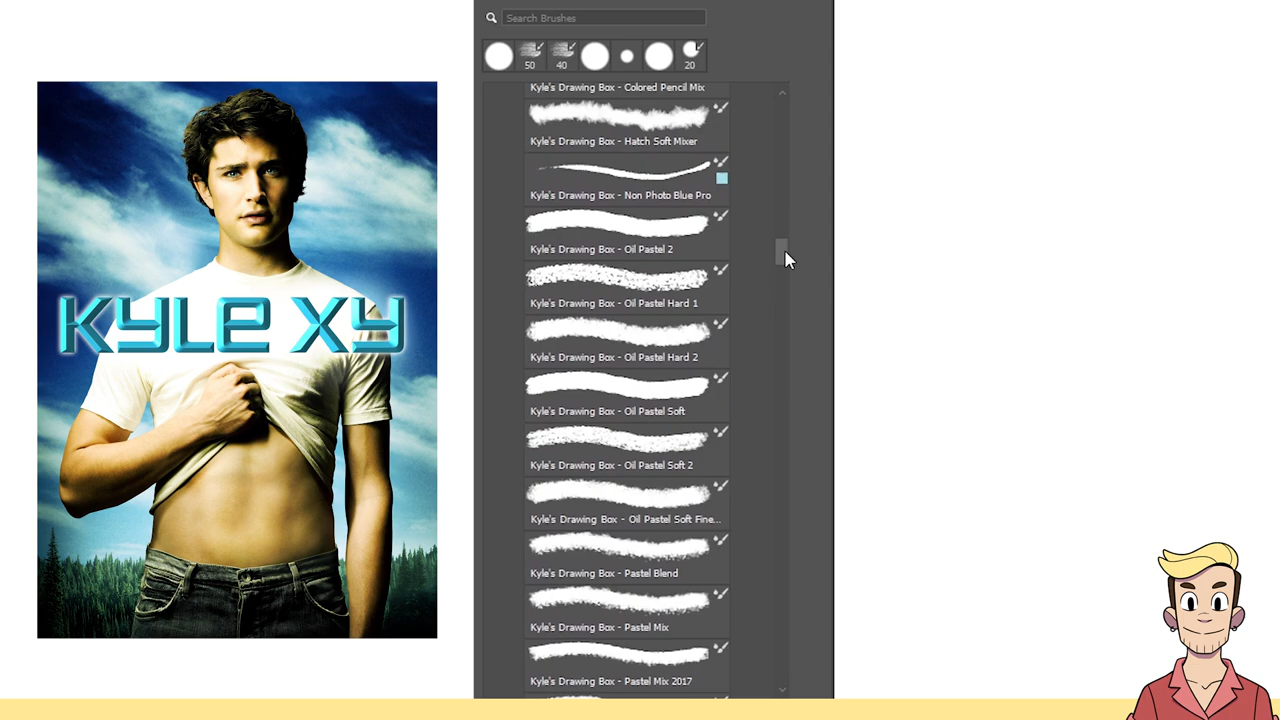 KYLE XY
Search Brushes
50
40
20
Kyle's Drawing Box - Colored Pencil Mix
Kyle's Drawing Box - Hatch Soft Mixer
Kyle's Drawing Box - Non Photo Blue Pro
Kyle's Drawing Box - Oil Pastel 2
Kyle's Drawing Box - Oil Pastel Hard 1
Kyle's Drawing Box - Oil Pastel Hard 2
Kyle's Drawing Box - Oil Pastel Soft
Kyle's Drawing Box - Oil Pastel Soft 2
Kyle's Drawing Box - Oil Pastel Soft Fine...
Kyle's Drawing Box - Pastel Blend
Kyle's Drawing Box - Pastel Mix
Kyle's Drawing Box - Pastel Mix 2017